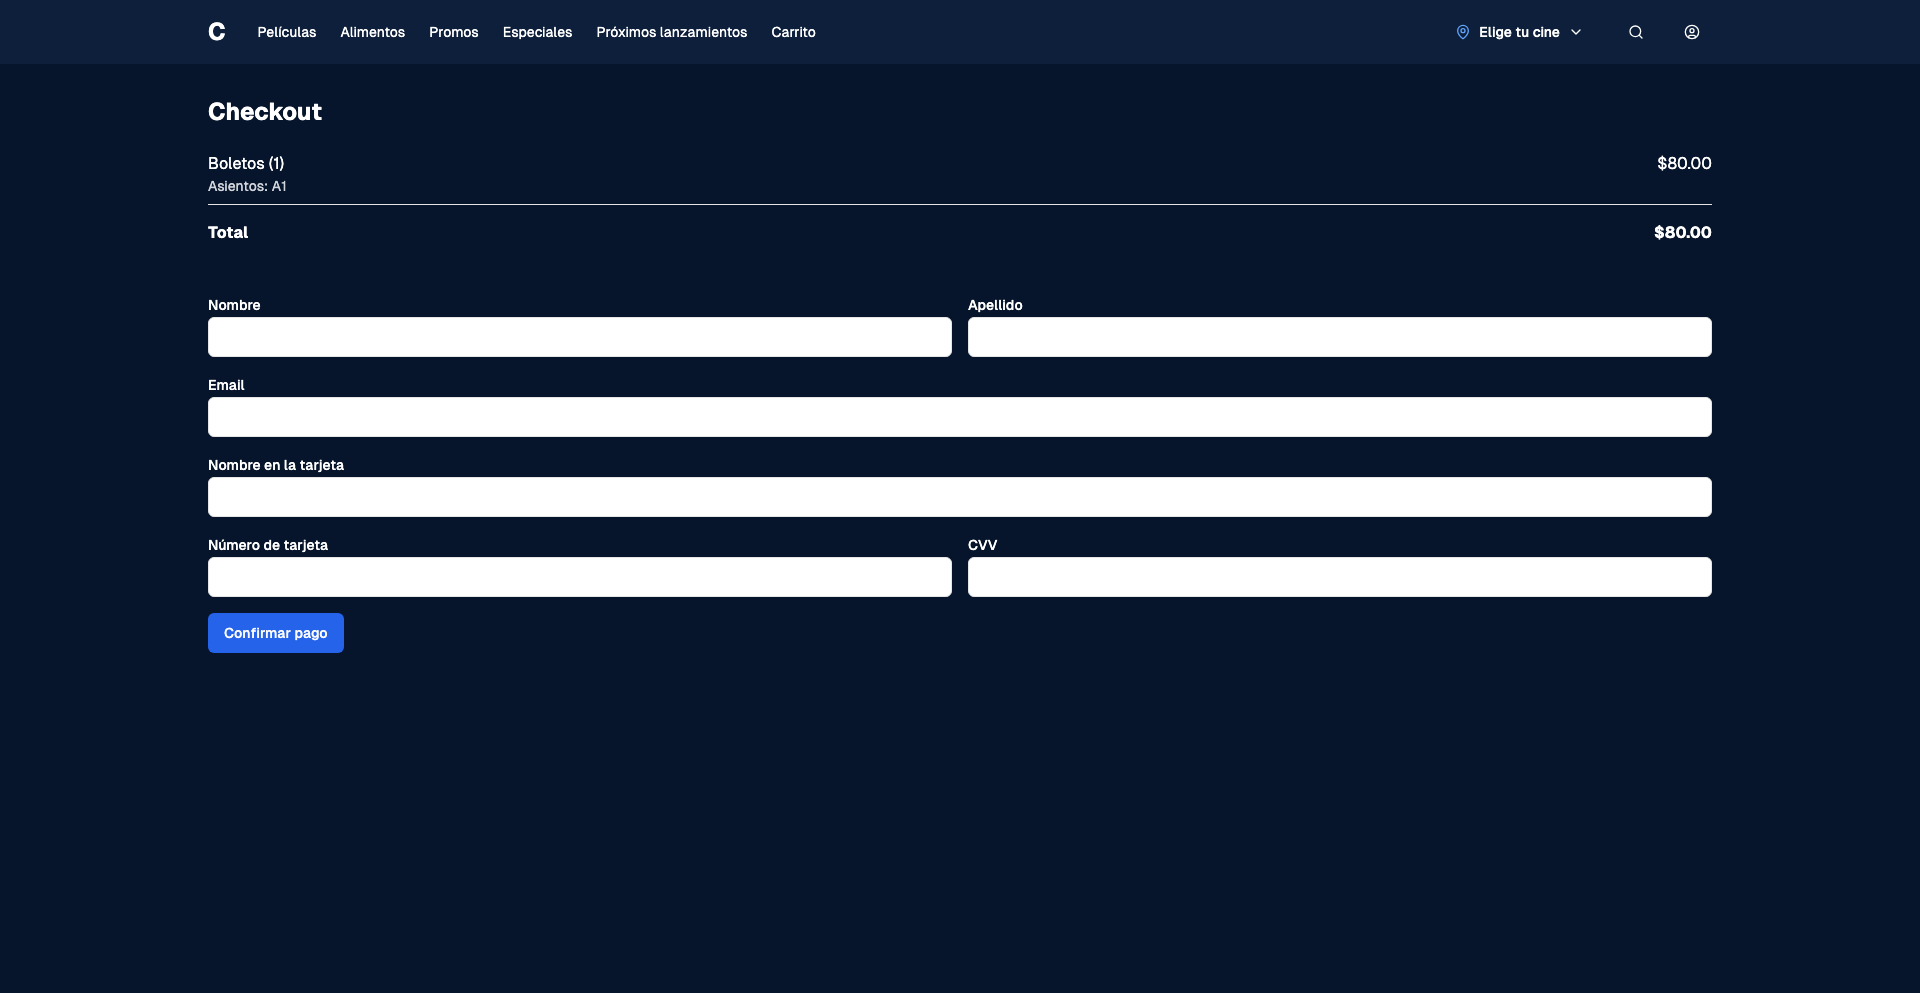 C Películas Alimentos Promos Especiales Próximos lanzamientos Carrito Elige tu cine
Checkout
Boletos (1) $80.00
Asientos: A1
Total $80.00
Nombre Apellido
Email
Nombre en la tarjeta
Número de tarjeta CVV
Confirmar pago